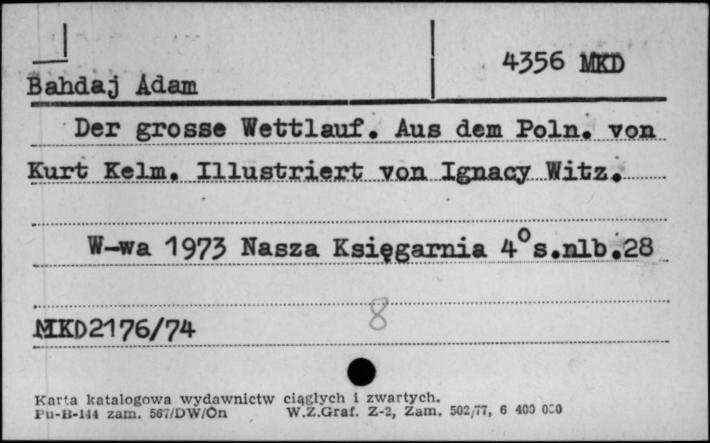 4356 MKD
Bahdaj Adam
Der grosse Wettlauf. Aus dem Poln. von
Kurt Kelm. Illustriert von Ignacy Witz.
W-wa 1973 Nasza Księgarnia 4° s.nlb.28
8
MKD2176/74
Karta katalogowa wydawnictw ciągłych i zwartych.
Pu-B-144 zam. 567/DW/On W.Z.Graf. Z-2, Zam. 502/77, 6 400 000